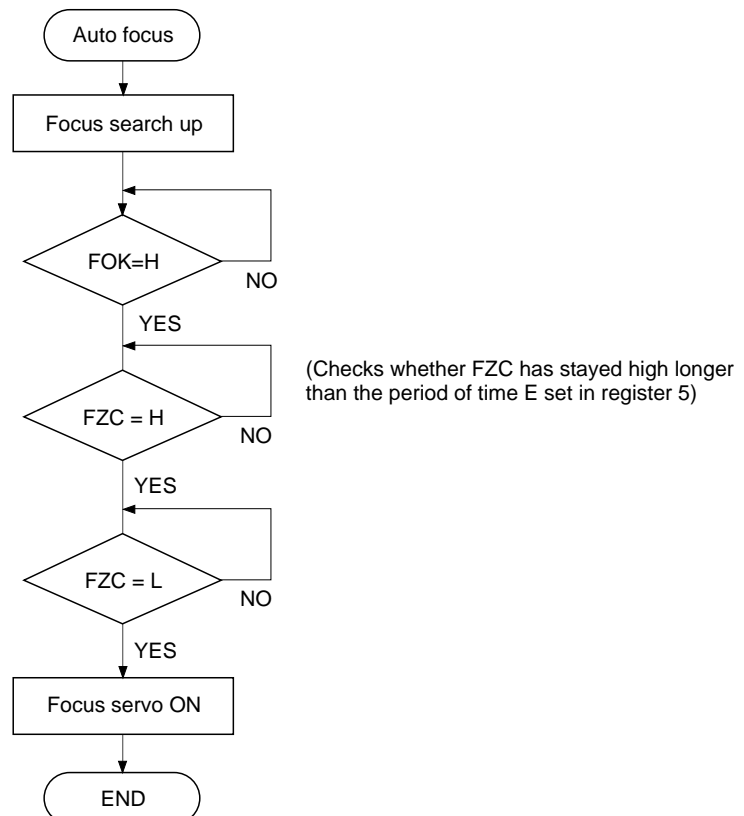 Auto focus
Focus search up
FOK=H
NO
YES
(Checks whether FZC has stayed high longer
than the period of time E set in register 5)
FZC = H
NO
YES
FZC = L
NO
YES
Focus servo ON
END